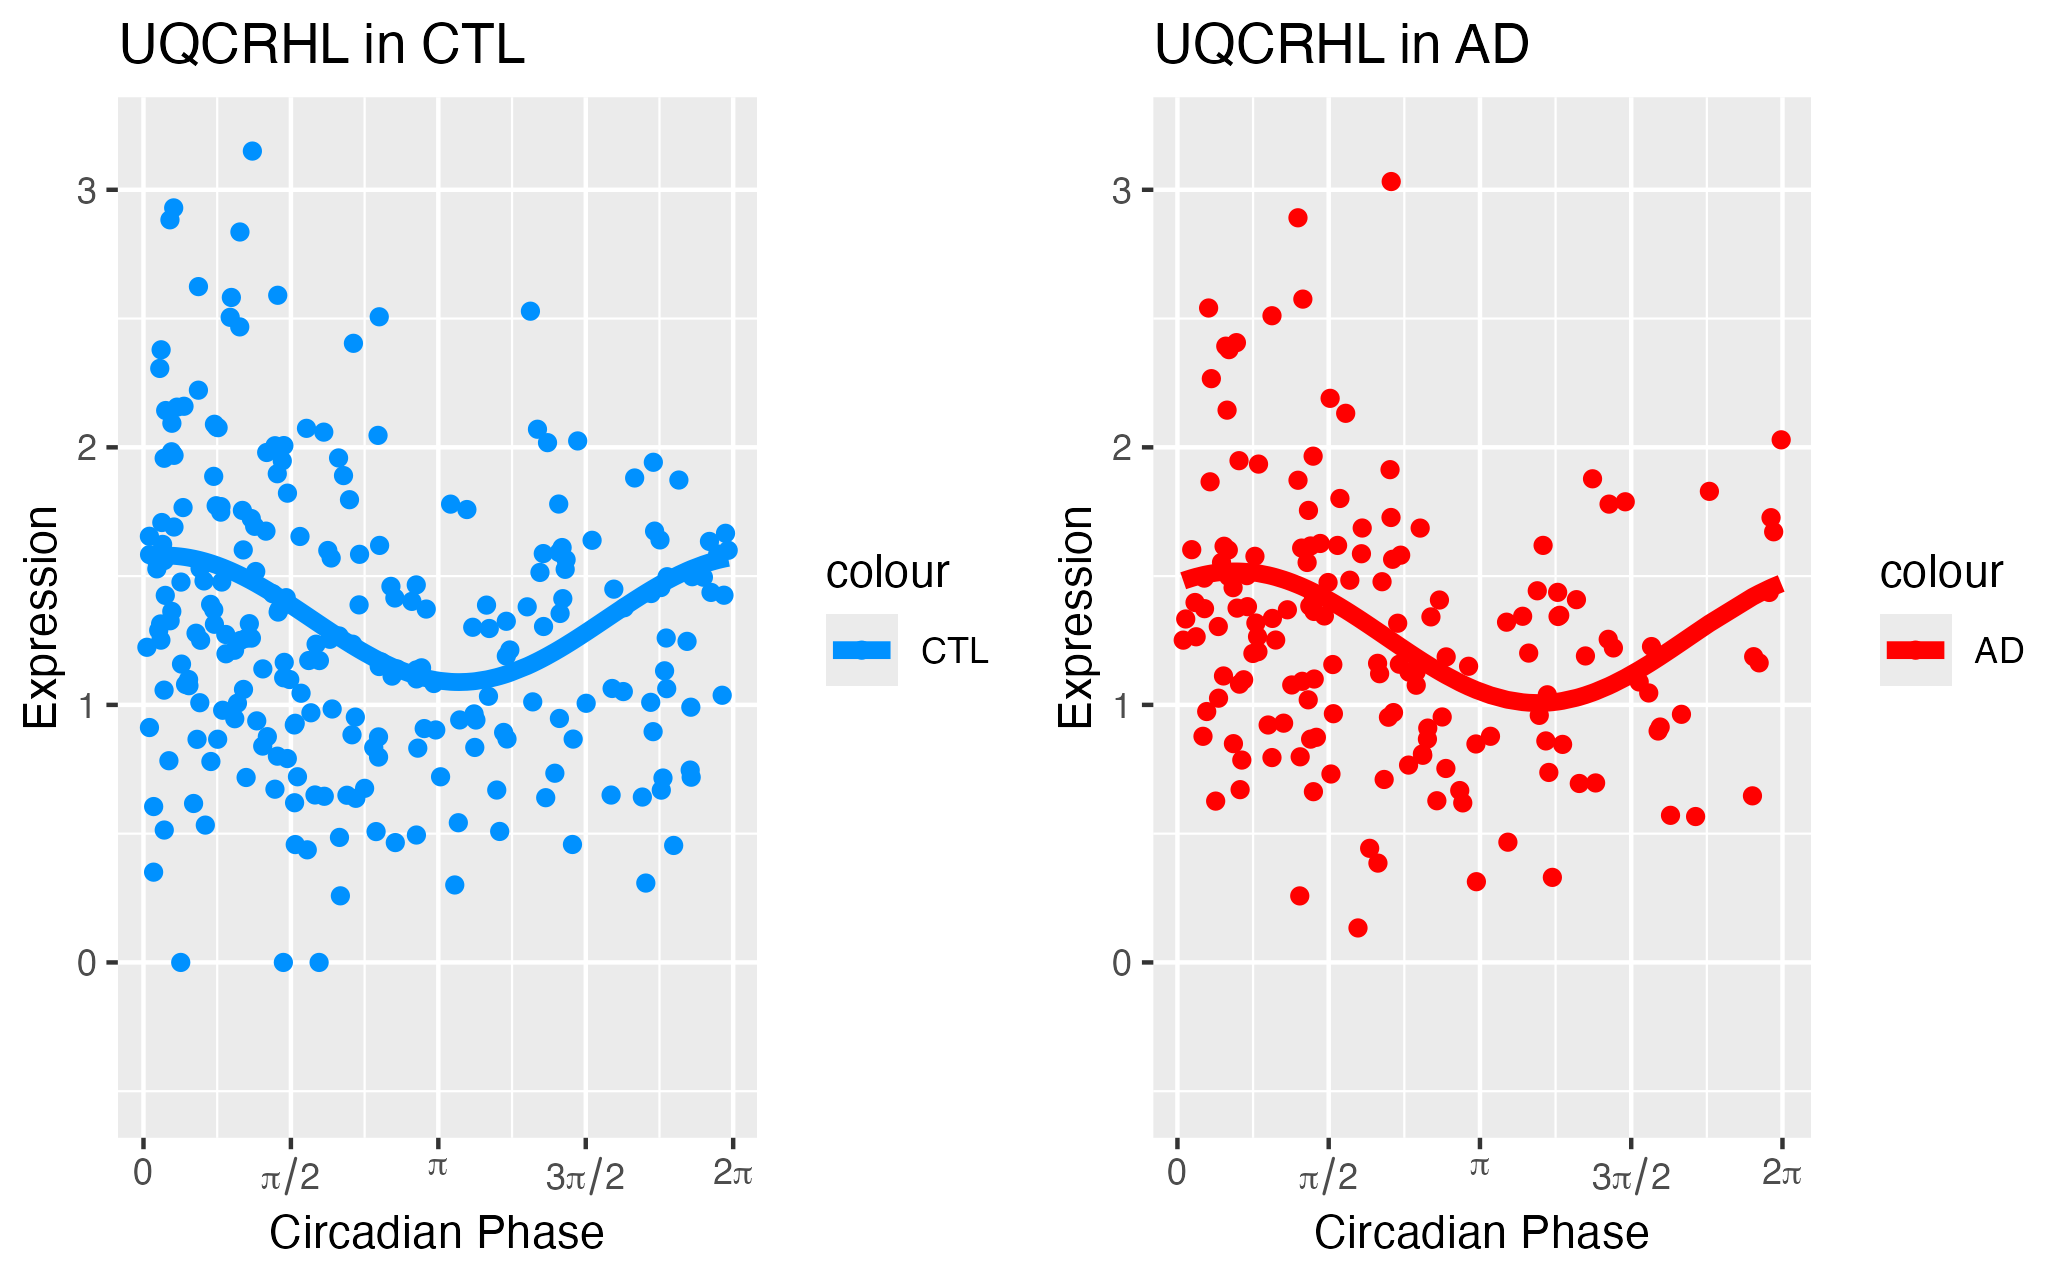 UQCRHL in CTL
Expression
3
2
1
0
0 π/2 π 3π/2 2π
Circadian Phase
colour
CTL
UQCRHL in AD
Expression
3
2
1
0
0 π/2 π 3π/2 2π
Circadian Phase
colour
AD